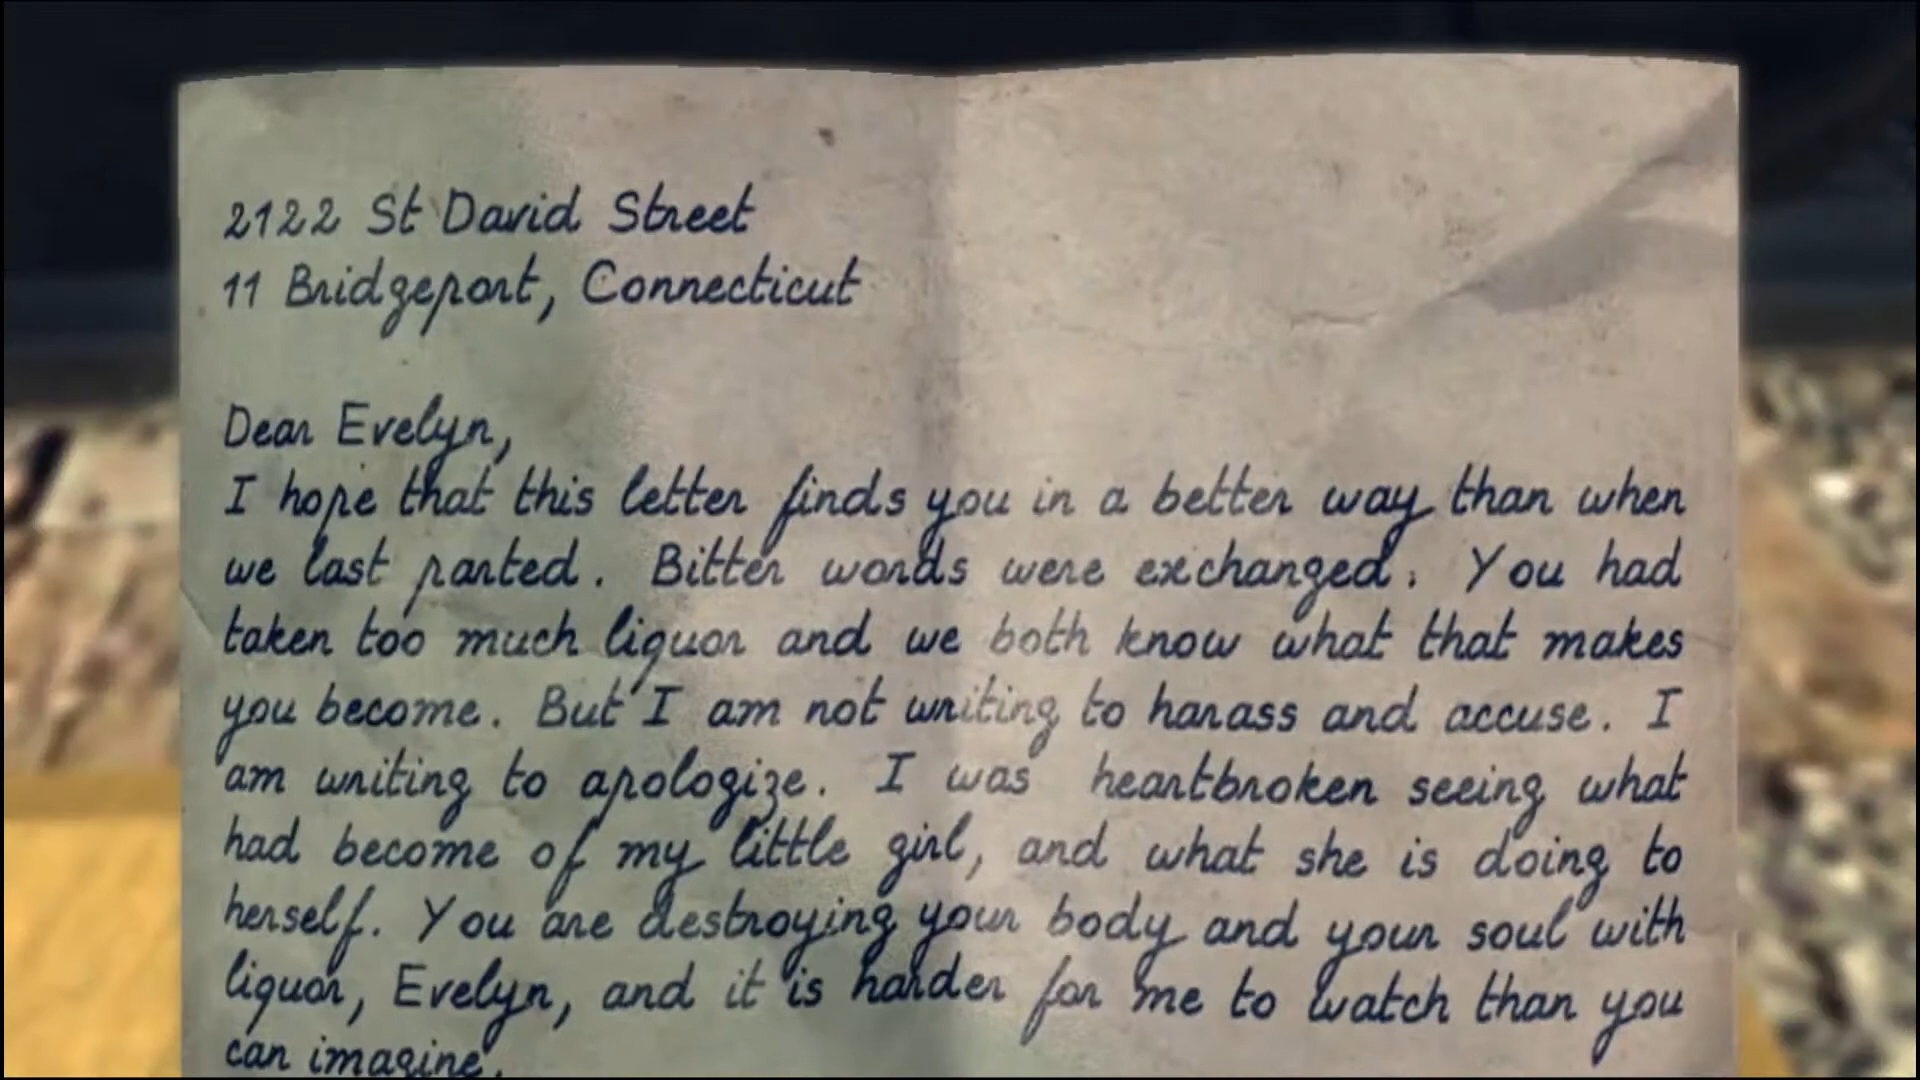 2122 St David Street
11 Bridgeport, Connecticut
Dear Evelyn,
I hope that this letter finds you in a better way than when
we last parted. Bitter words were exchanged. You had
taken too much liquor and we both know what that makes
you become. But I am not writing to harass and accuse. I
am writing to apologize. I was heartbroken seeing what
had become of my little girl, and what she is doing to
herself. You are destroying your body and your soul with
liquor, Evelyn, and it is harder for me to watch than you
can imagine.